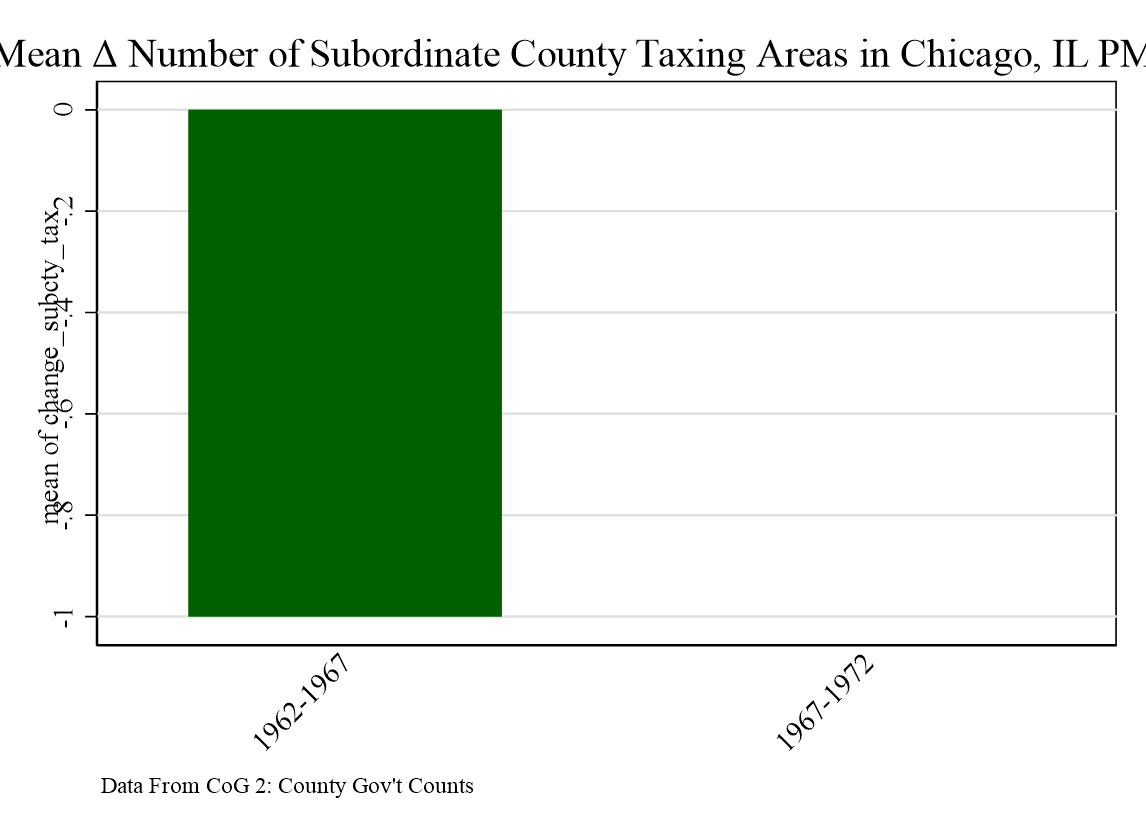 Mean Δ Number of Subordinate County Taxing Areas in Chicago, IL PM
mean of change_subcty_tax
0
-.2
-.4
-.6
-.8
-1
1962-1967
1967-1972
Data From CoG 2: County Gov't Counts